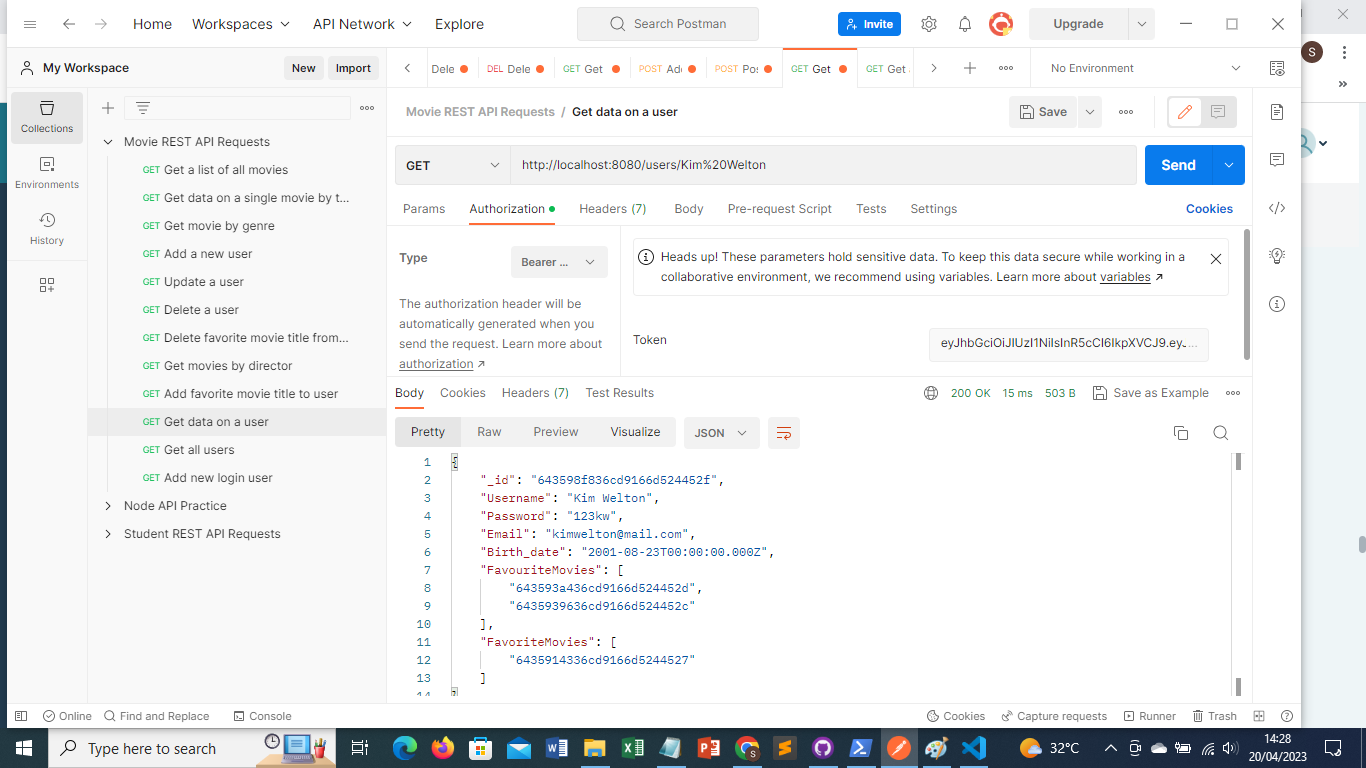 Home Workspaces API Network Explore
Search Postman
Invite
Upgrade
My Workspace
New Import
Dele
DEL Dele
GET Get
POST Ad
POST Po
GET Get
GET Get
No Environment
S
Collections
Environments
History
Movie REST API Requests
GET Get a list of all movies
GET Get data on a single movie by t...
GET Get movie by genre
GET Add a new user
GET Update a user
GET Delete a user
GET Delete favorite movie title from...
GET Get movies by director
GET Add favorite movie title to user
GET Get data on a user
GET Get all users
GET Add new login user
Node API Practice
Student REST API Requests
Movie REST API Requests / Get data on a user
Save
GET http://localhost:8080/users/Kim%20Welton
Send
Params Authorization Headers (7) Body Pre-request Script Tests Settings
Cookies
Type
Bearer ...
The authorization header will be
automatically generated when you
send the request. Learn more about
authorization ↗
Heads up! These parameters hold sensitive data. To keep this data secure while working in a
collaborative environment, we recommend using variables. Learn more about variables ↗
Token
Body Cookies Headers (7) Test Results
200 OK 15 ms 503 B Save as Example
Pretty Raw Preview Visualize JSON
1 {
2 "_id": "643598f836cd9166d524452f",
3 "Username": "Kim Welton",
4 "Password": "123kw",
5 "Email": "kimwelton@mail.com",
6 "Birth_date": "2001-08-23T00:00:00.000Z",
7 "FavouriteMovies": [
8 "643593a436cd9166d524452d",
9 "6435939636cd9166d524452c"
10 ],
11 "FavoriteMovies": [
12 "6435914336cd9166d5244527"
13 ]
14 }
Online Find and Replace Console
Cookies Capture requests Runner Trash
Type here to search
32°C
14:28
20/04/2023